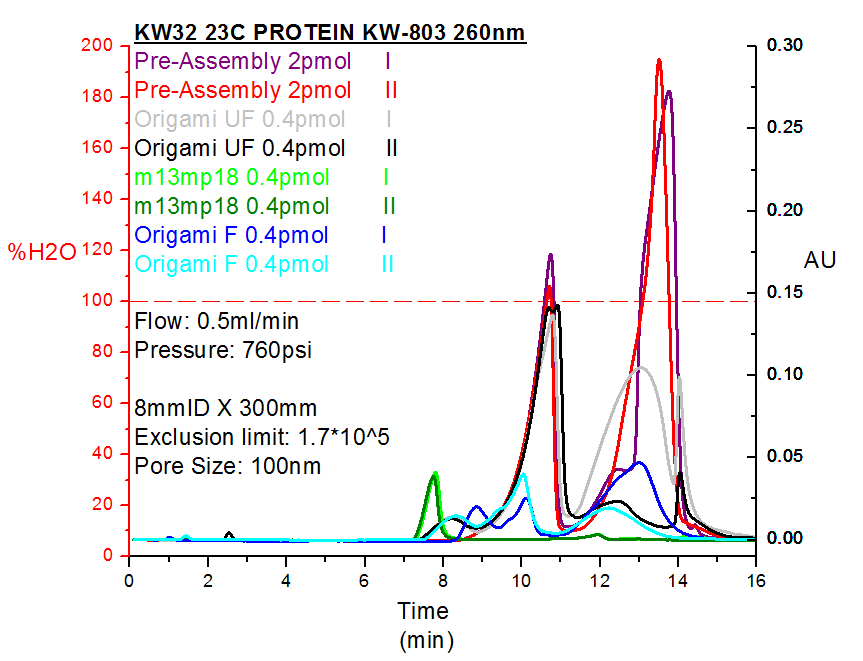 KW32 23C PROTEIN KW-803 260nm
Pre-Assembly 2pmol I
Pre-Assembly 2pmol II
Origami UF 0.4pmol I
Origami UF 0.4pmol II
m13mp18 0.4pmol I
m13mp18 0.4pmol II
Origami F 0.4pmol I
Origami F 0.4pmol II
Flow: 0.5ml/min
Pressure: 760psi
8mmID X 300mm
Exclusion limit: 1.7*10^5
Pore Size: 100nm
%H2O
200
180
160
140
120
100
80
60
40
20
0
AU
0.30
0.25
0.20
0.15
0.10
0.05
0.00
0 2 4 6 8 10 12 14 16
Time
(min)